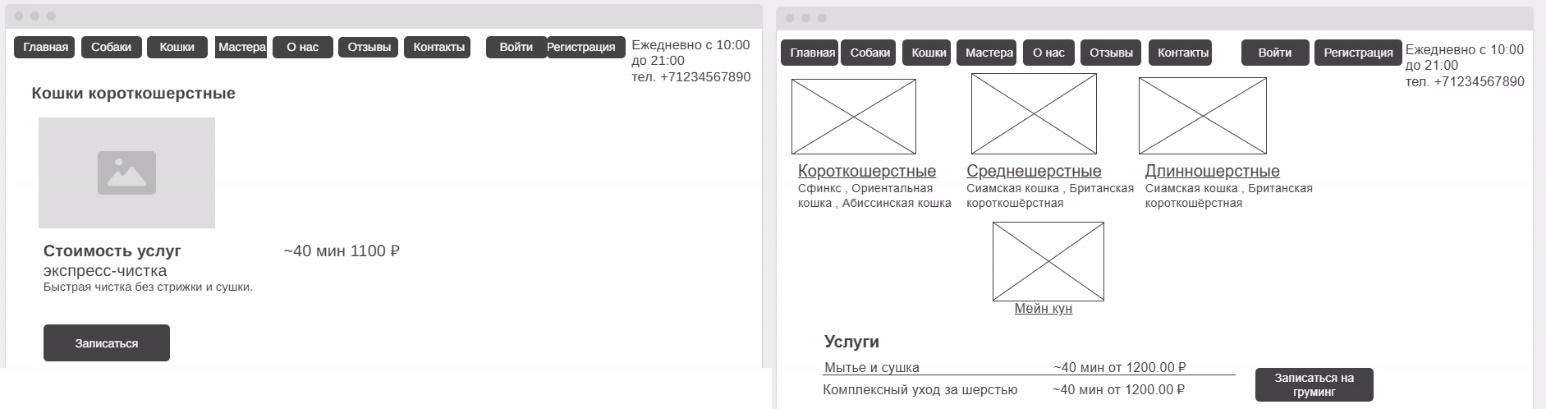 Главная Собаки Кошки Мастера О нас Отзывы Контакты Войти Регистрация
Ежедневно с 10:00
до 21:00
тел. +71234567890
Кошки короткошерстные
Стоимость услуг ~40 мин 1100 ₽
экспресс-чистка
Быстрая чистка без стрижки и сушки.
Записаться
Главная Собаки Кошки Мастера О нас Отзывы Контакты Войти Регистрация
Ежедневно с 10:00
до 21:00
тел. +71234567890
Короткошерстные
Сфинкс , Ориентальная
кошка , Абиссинская кошка
Среднешерстные
Сиамская кошка , Британская
короткошёрстная
Длинношерстные
Сиамская кошка , Британская
короткошёрстная
Мейн кун
Услуги
Мытье и сушка ~40 мин от 1200.00 ₽
Комплексный уход за шерстью ~40 мин от 1200.00 ₽
Записаться на
груминг